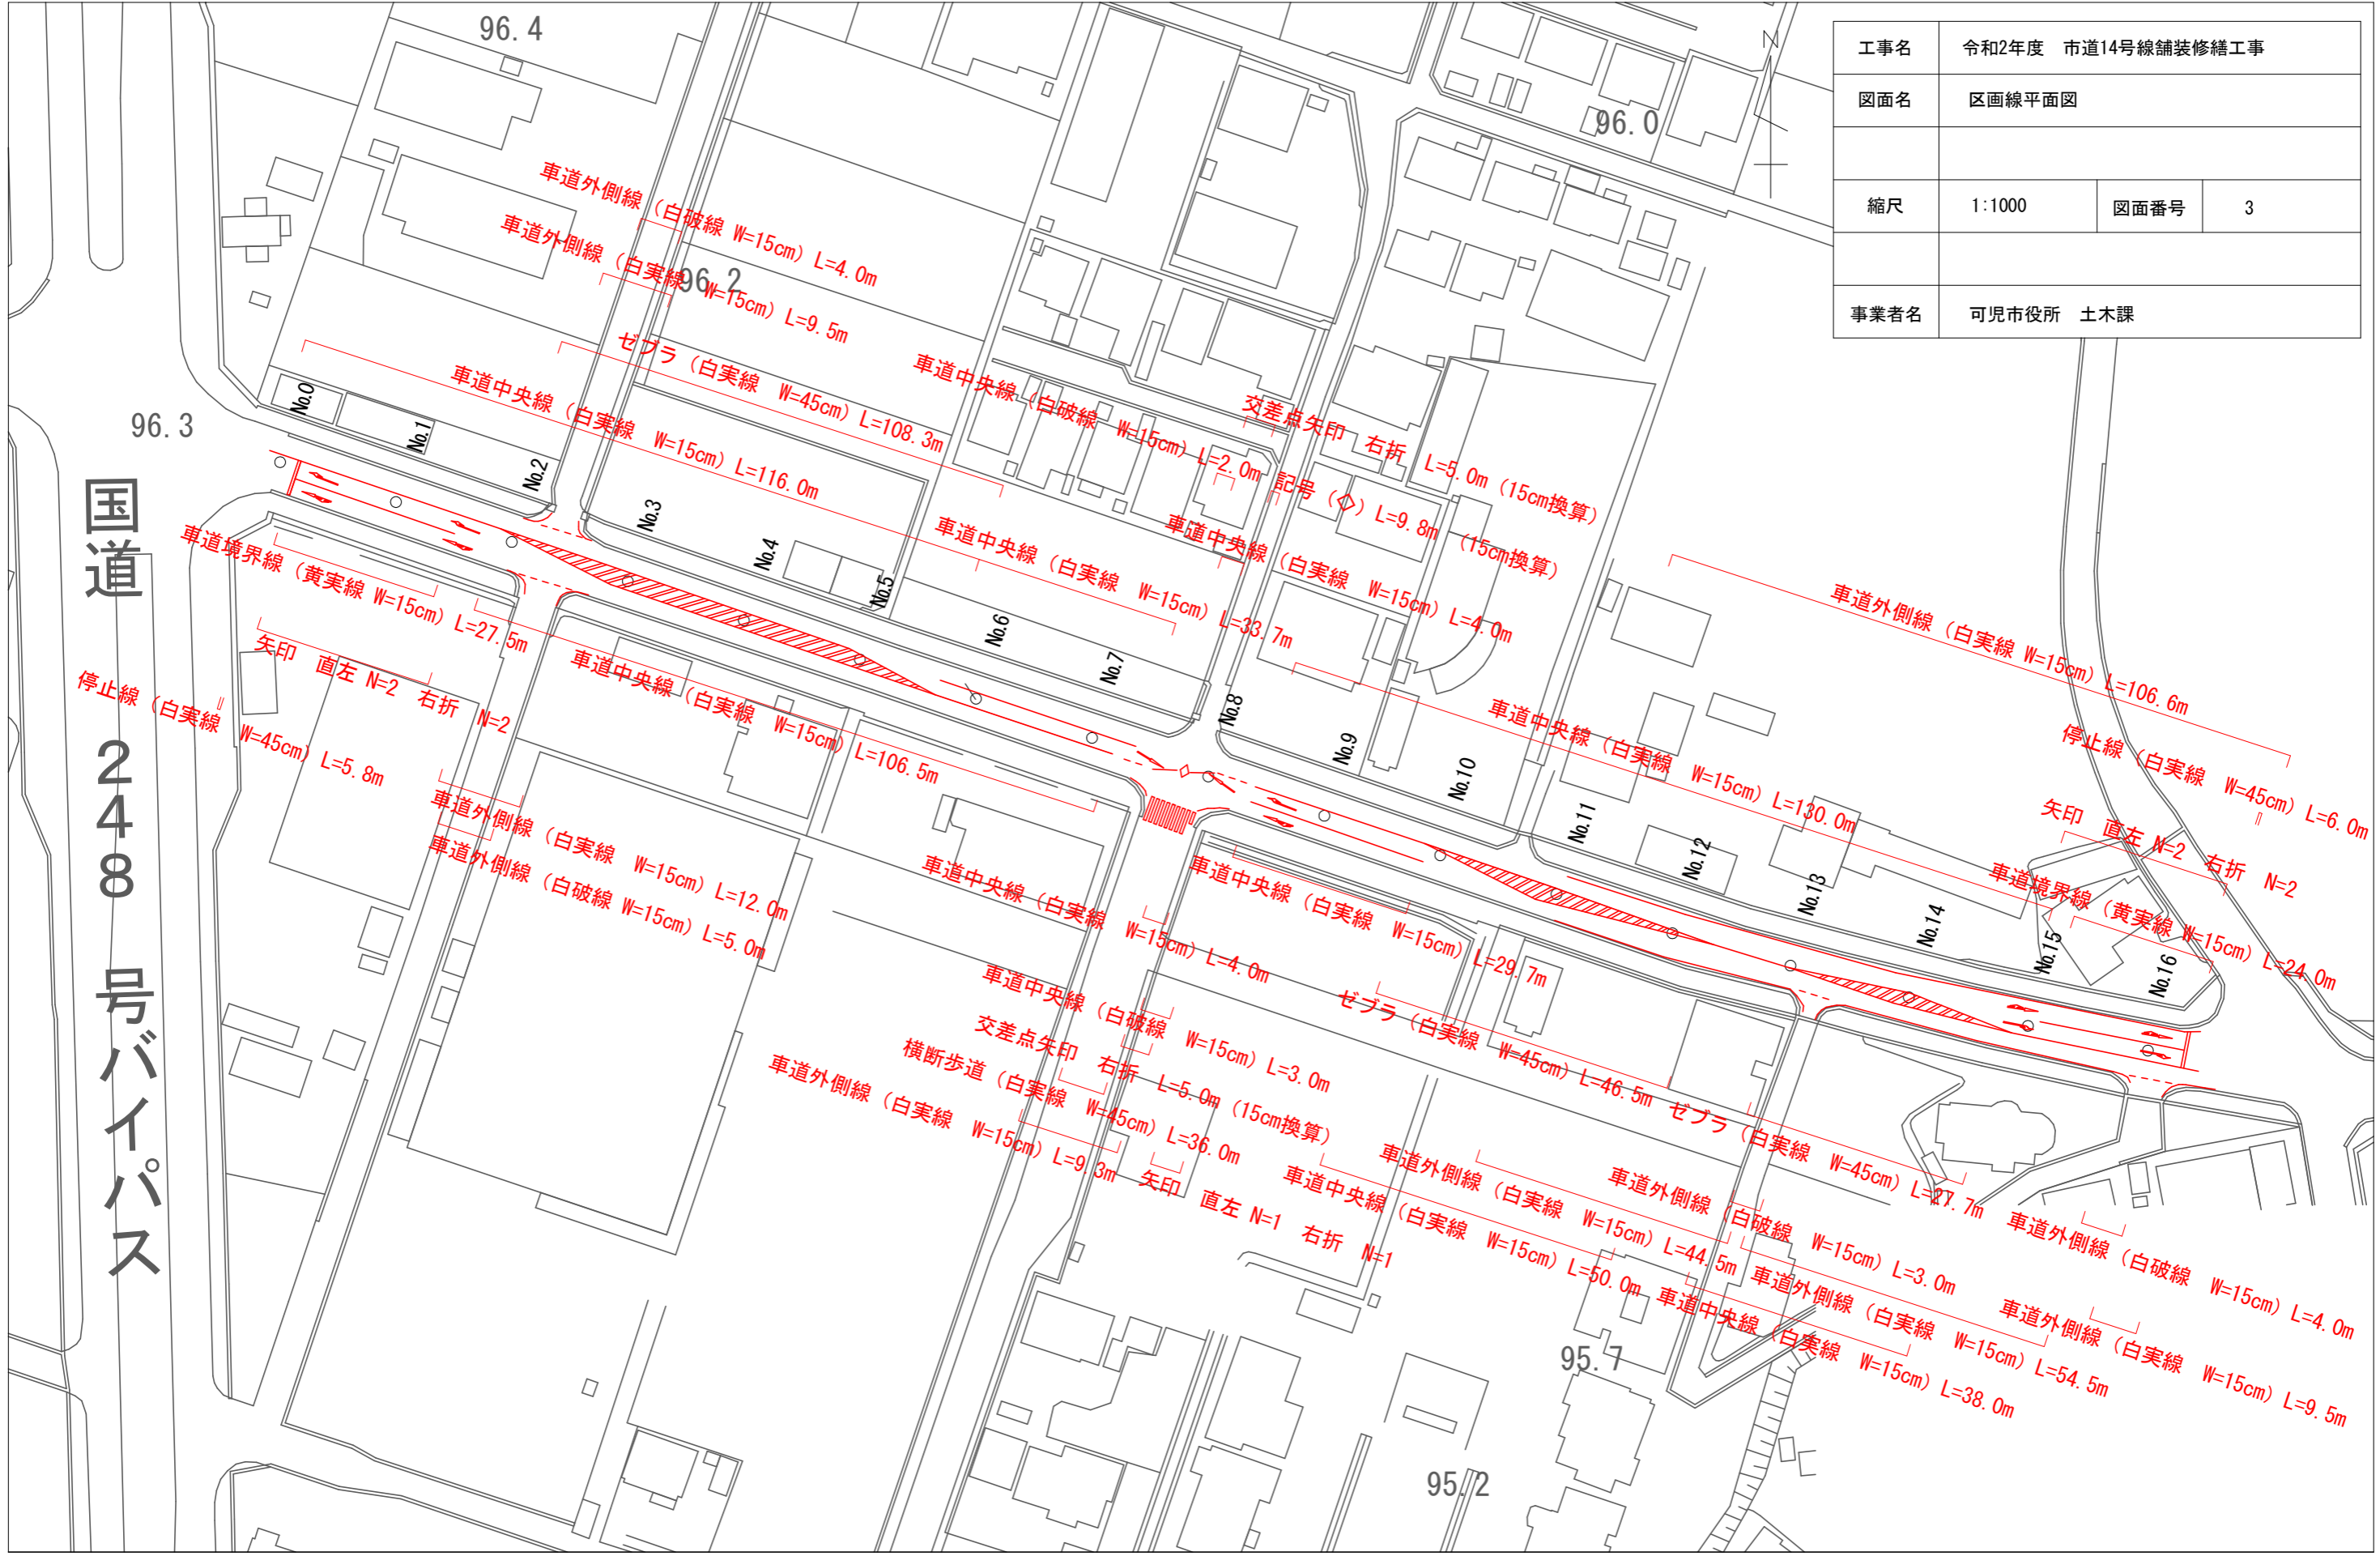 工事名 令和2年度 市道14号線舗装修繕工事
図面名 区画線平面図
縮尺 1:1000 図面番号 3
事業者名 可児市役所 土木課
N
96.4
96.0
96.2
96.3
95.7
95.2
国道 248 号バイパス
車道外側線（白破線 W=15cm）L=4.0m
車道外側線（白実線 W=15cm）L=9.5m
ゼブラ（白実線 W=45cm）L=108.3m
車道中央線（白実線 W=15cm）L=116.0m
車道中央線（白破線 W=15cm）L=2.0m
交差点矢印 右折 L=5.0m（15cm換算）
記号（◇）L=9.8m（15cm換算）
車道中央線（白実線 W=15cm）L=33.7m
車道中央線（白実線 W=15cm）L=4.0m
車道外側線（白実線 W=15cm）L=106.6m
車道中央線（白実線 W=15cm）L=130.0m
停止線（白実線 W=45cm）L=6.0m
矢印 直左 N=2 右折 N=2
車道境界線（黄実線 W=15cm）L=24.0m
No.0
No.1
No.2
No.3
No.4
No.5
No.6
No.7
No.8
No.9
No.10
No.11
No.12
No.13
No.14
No.15
No.16
車道境界線（黄実線 W=15cm）L=27.5m
矢印 直左 N=2 右折 N=2
停止線（白実線 W=45cm）L=5.8m
車道中央線（白実線 W=15cm）L=106.5m
車道外側線（白実線 W=15cm）L=12.0m
車道外側線（白破線 W=15cm）L=5.0m
車道中央線（白実線 W=15cm）L=4.0m
車道中央線（白実線 W=15cm）L=29.7m
車道中央線（白破線 W=15cm）L=3.0m
交差点矢印 右折 L=5.0m（15cm換算）
横断歩道（白実線 W=45cm）L=36.0m
車道外側線（白実線 W=15cm）L=9.3m
矢印 直左 N=1 右折 N=1
ゼブラ（白実線 W=45cm）L=46.5m
ゼブラ（白実線 W=45cm）L=27.7m
車道中央線（白実線 W=15cm）L=50.0m
車道外側線（白実線 W=15cm）L=44.5m
車道外側線（白破線 W=15cm）L=3.0m
車道外側線（白実線 W=15cm）L=54.5m
車道中央線（白実線 W=15cm）L=38.0m
車道外側線（白破線 W=15cm）L=4.0m
車道外側線（白実線 W=15cm）L=9.5m